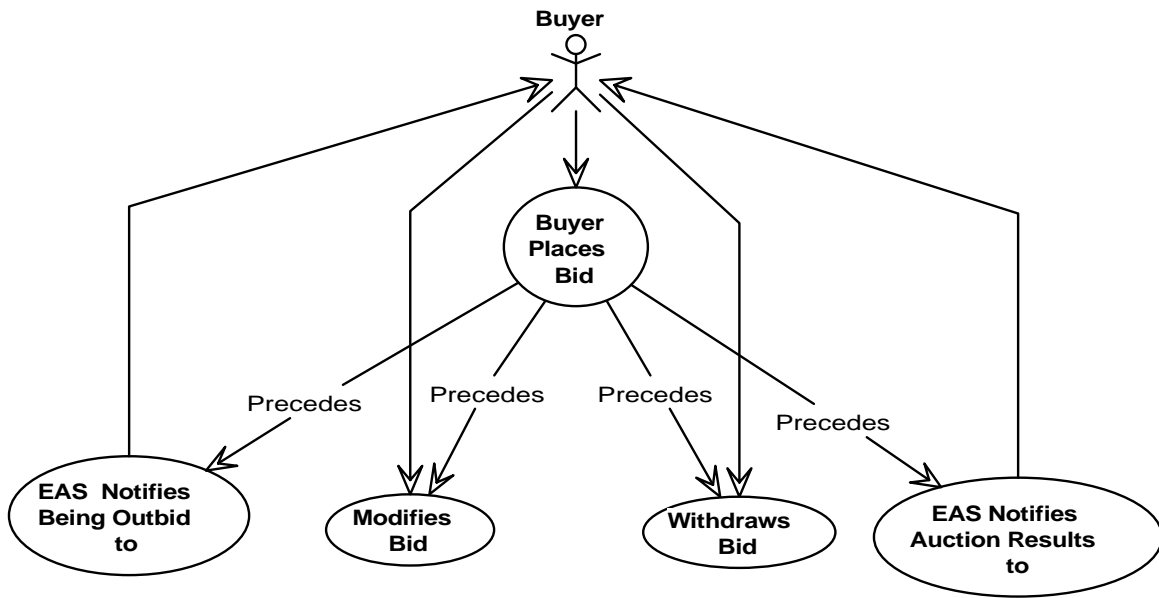 Buyer
Buyer
Places
Bid
Precedes
Precedes
Precedes
Precedes
EAS Notifies
Being Outbid
to
Modifies
Bid
Withdraws
Bid
EAS Notifies
Auction Results
to